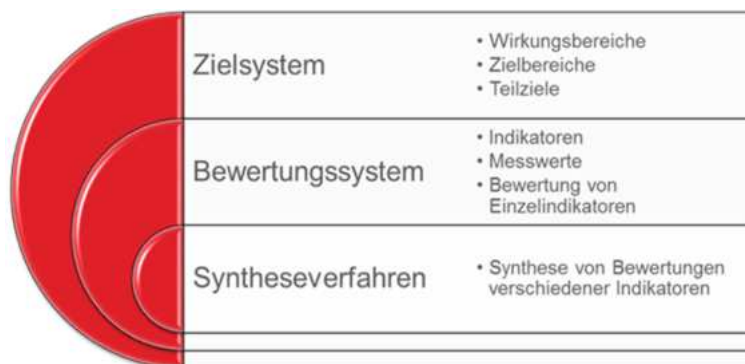 Zielsystem
• Wirkungsbereiche
• Zielbereiche
• Teilziele
Bewertungssystem
• Indikatoren
• Messwerte
• Bewertung von
Einzelindikatoren
Syntheseverfahren
• Synthese von Bewertungen
verschiedener Indikatoren